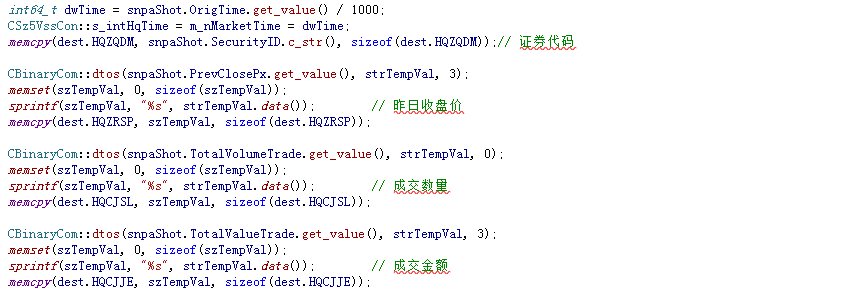 int64_t dwTime = snpaShot.OrigTime.get_value() / 1000;
CSz5VssCon::s_intHqTime = m_nMarketTime = dwTime;
memcpy(dest.HQZQDM, snpaShot.SecurityID.c_str(), sizeof(dest.HQZQDM));// 证券代码
CBinaryCom::dtos(snpaShot.PrevClosePx.get_value(), strTempVal, 3);
memset(szTempVal, 0, sizeof(szTempVal));
sprintf(szTempVal, "%s", strTempVal.data()); // 昨日收盘价
memcpy(dest.HQZRSP, szTempVal, sizeof(dest.HQZRSP));
CBinaryCom::dtos(snpaShot.TotalVolumeTrade.get_value(), strTempVal, 0);
memset(szTempVal, 0, sizeof(szTempVal));
sprintf(szTempVal, "%s", strTempVal.data()); // 成交数量
memcpy(dest.HQCJSL, szTempVal, sizeof(dest.HQCJSL));
CBinaryCom::dtos(snpaShot.TotalValueTrade.get_value(), strTempVal, 3);
memset(szTempVal, 0, sizeof(szTempVal));
sprintf(szTempVal, "%s", strTempVal.data()); // 成交金额
memcpy(dest.HQCJJE, szTempVal, sizeof(dest.HQCJJE));